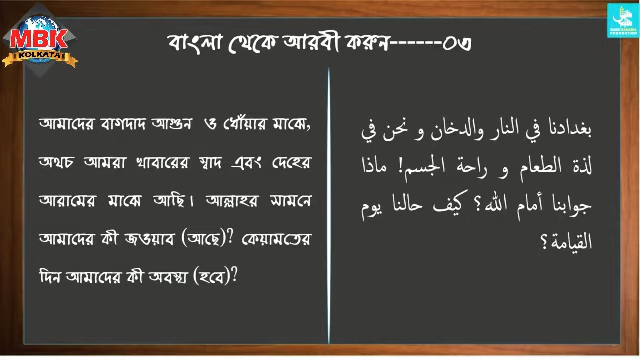 MBK
KOLKATA
বাংলা থেকে আরবী করুন------০৩
আমাদের বাগদাদ আগুন ও ধোঁয়ার মাঝে,
অথচ আমরা খাবারের স্বাদ এবং দেহের
আরামের মাঝে আছি। আল্লাহর সামনে
আমাদের কী জওয়াব (আছে)? কেয়ামতের
দিন আমাদের কী অবস্থা (হবে)?
بغدادنا في النار والدخان و نحن في
لذة الطعام و راحة الجسم! ماذا
جوابنا أمام الله؟ كيف حالنا يوم
القيامة؟